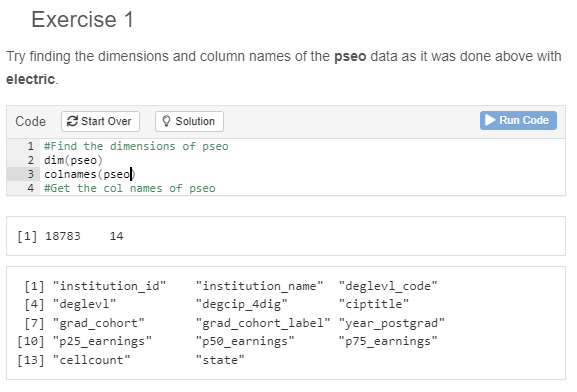 Exercise 1
Try finding the dimensions and column names of the pseo data as it was done above with
electric.
Code Start Over Solution Run Code
1 #Find the dimensions of pseo
2 dim(pseo)
3 colnames(pseo)
4 #Get the col names of pseo
[1] 18783 14
[1] "institution_id" "institution_name" "deglevl_code"
[4] "deglevl" "degcip_4dig" "ciptitle"
[7] "grad_cohort" "grad_cohort_label" "year_postgrad"
[10] "p25_earnings" "p50_earnings" "p75_earnings"
[13] "cellcount" "state"